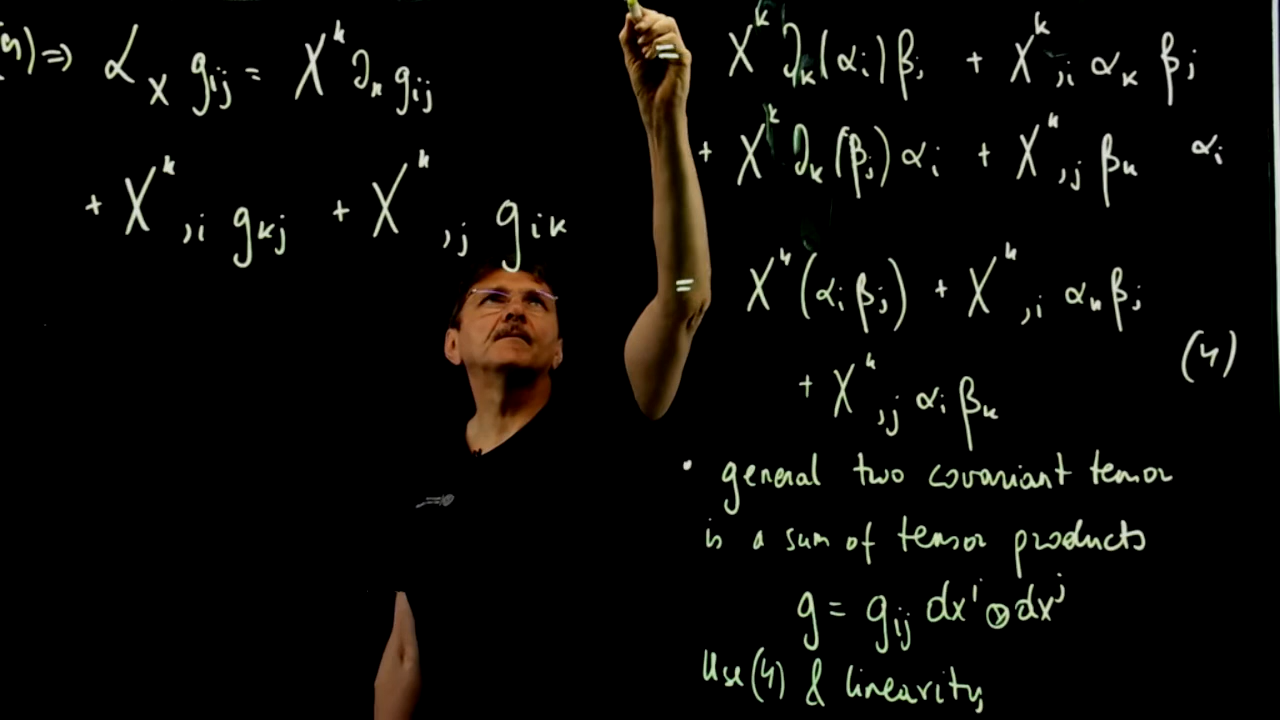 (4) ⇒ ℒ_X g_ij = X^k ∂_k g_ij
+ X^k_,i g_kj + X^k_,j g_ik
= X^k ∂_k(α_i)β_j + X^k_,i α_k β_j
+ X^k ∂_k(β_j)α_i + X^k_,j β_k α_i
= X^k(α_i β_j) + X^k_,i α_k β_j
(4)
+ X^k_,j α_i β_k
• general two covariant tensor
is a sum of tensor products
g = g_ij dx^i ⊗ dx^j
Use (4) & linearity